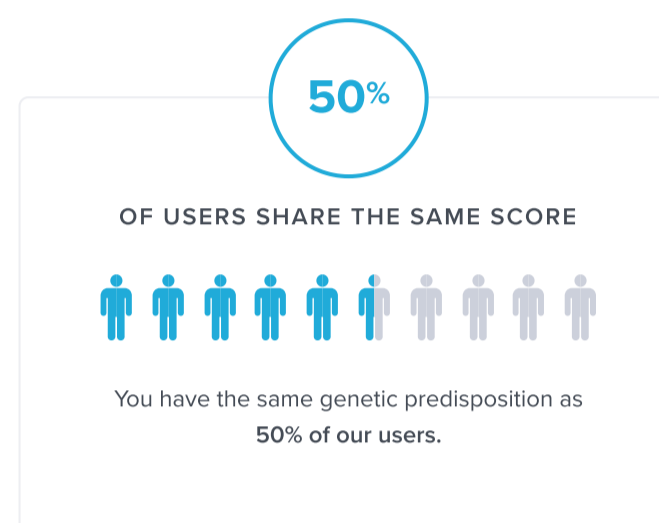 50%
OF USERS SHARE THE SAME SCORE
You have the same genetic predisposition as
50% of our users.